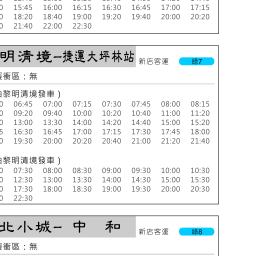 0 15:45 16:00 16:15 16:30 16:45 17:00 17:15
0 18:20 18:40 19:00 19:20 19:40 20:00 20:20
0 21:40 22:00 22:30
明清境-捷運大坪林站 新店客運 綠7
衝區：無
黎明清境發車）
0 06:45 07:00 07:15 07:30 07:45 08:00 08:15
0 09:20 09:40 10:00 10:20 10:40 11:00 11:20
0 13:00 13:30 14:00 14:20 14:40 15:00 15:20
5 16:30 16:45 17:00 17:15 17:30 17:45 18:00
0 19:30 20:00 20:20 20:40 21:00 21:20 21:40
黎明清境發車）
0 07:30 08:00 08:30 09:00 09:30 10:00 10:30
0 12:30 13:00 13:30 14:00 14:30 15:00 15:30
0 17:30 18:00 18:30 19:00 19:30 20:00 20:30
0 22:30
北小城-中 和 新店客運 綠8
衝區：無